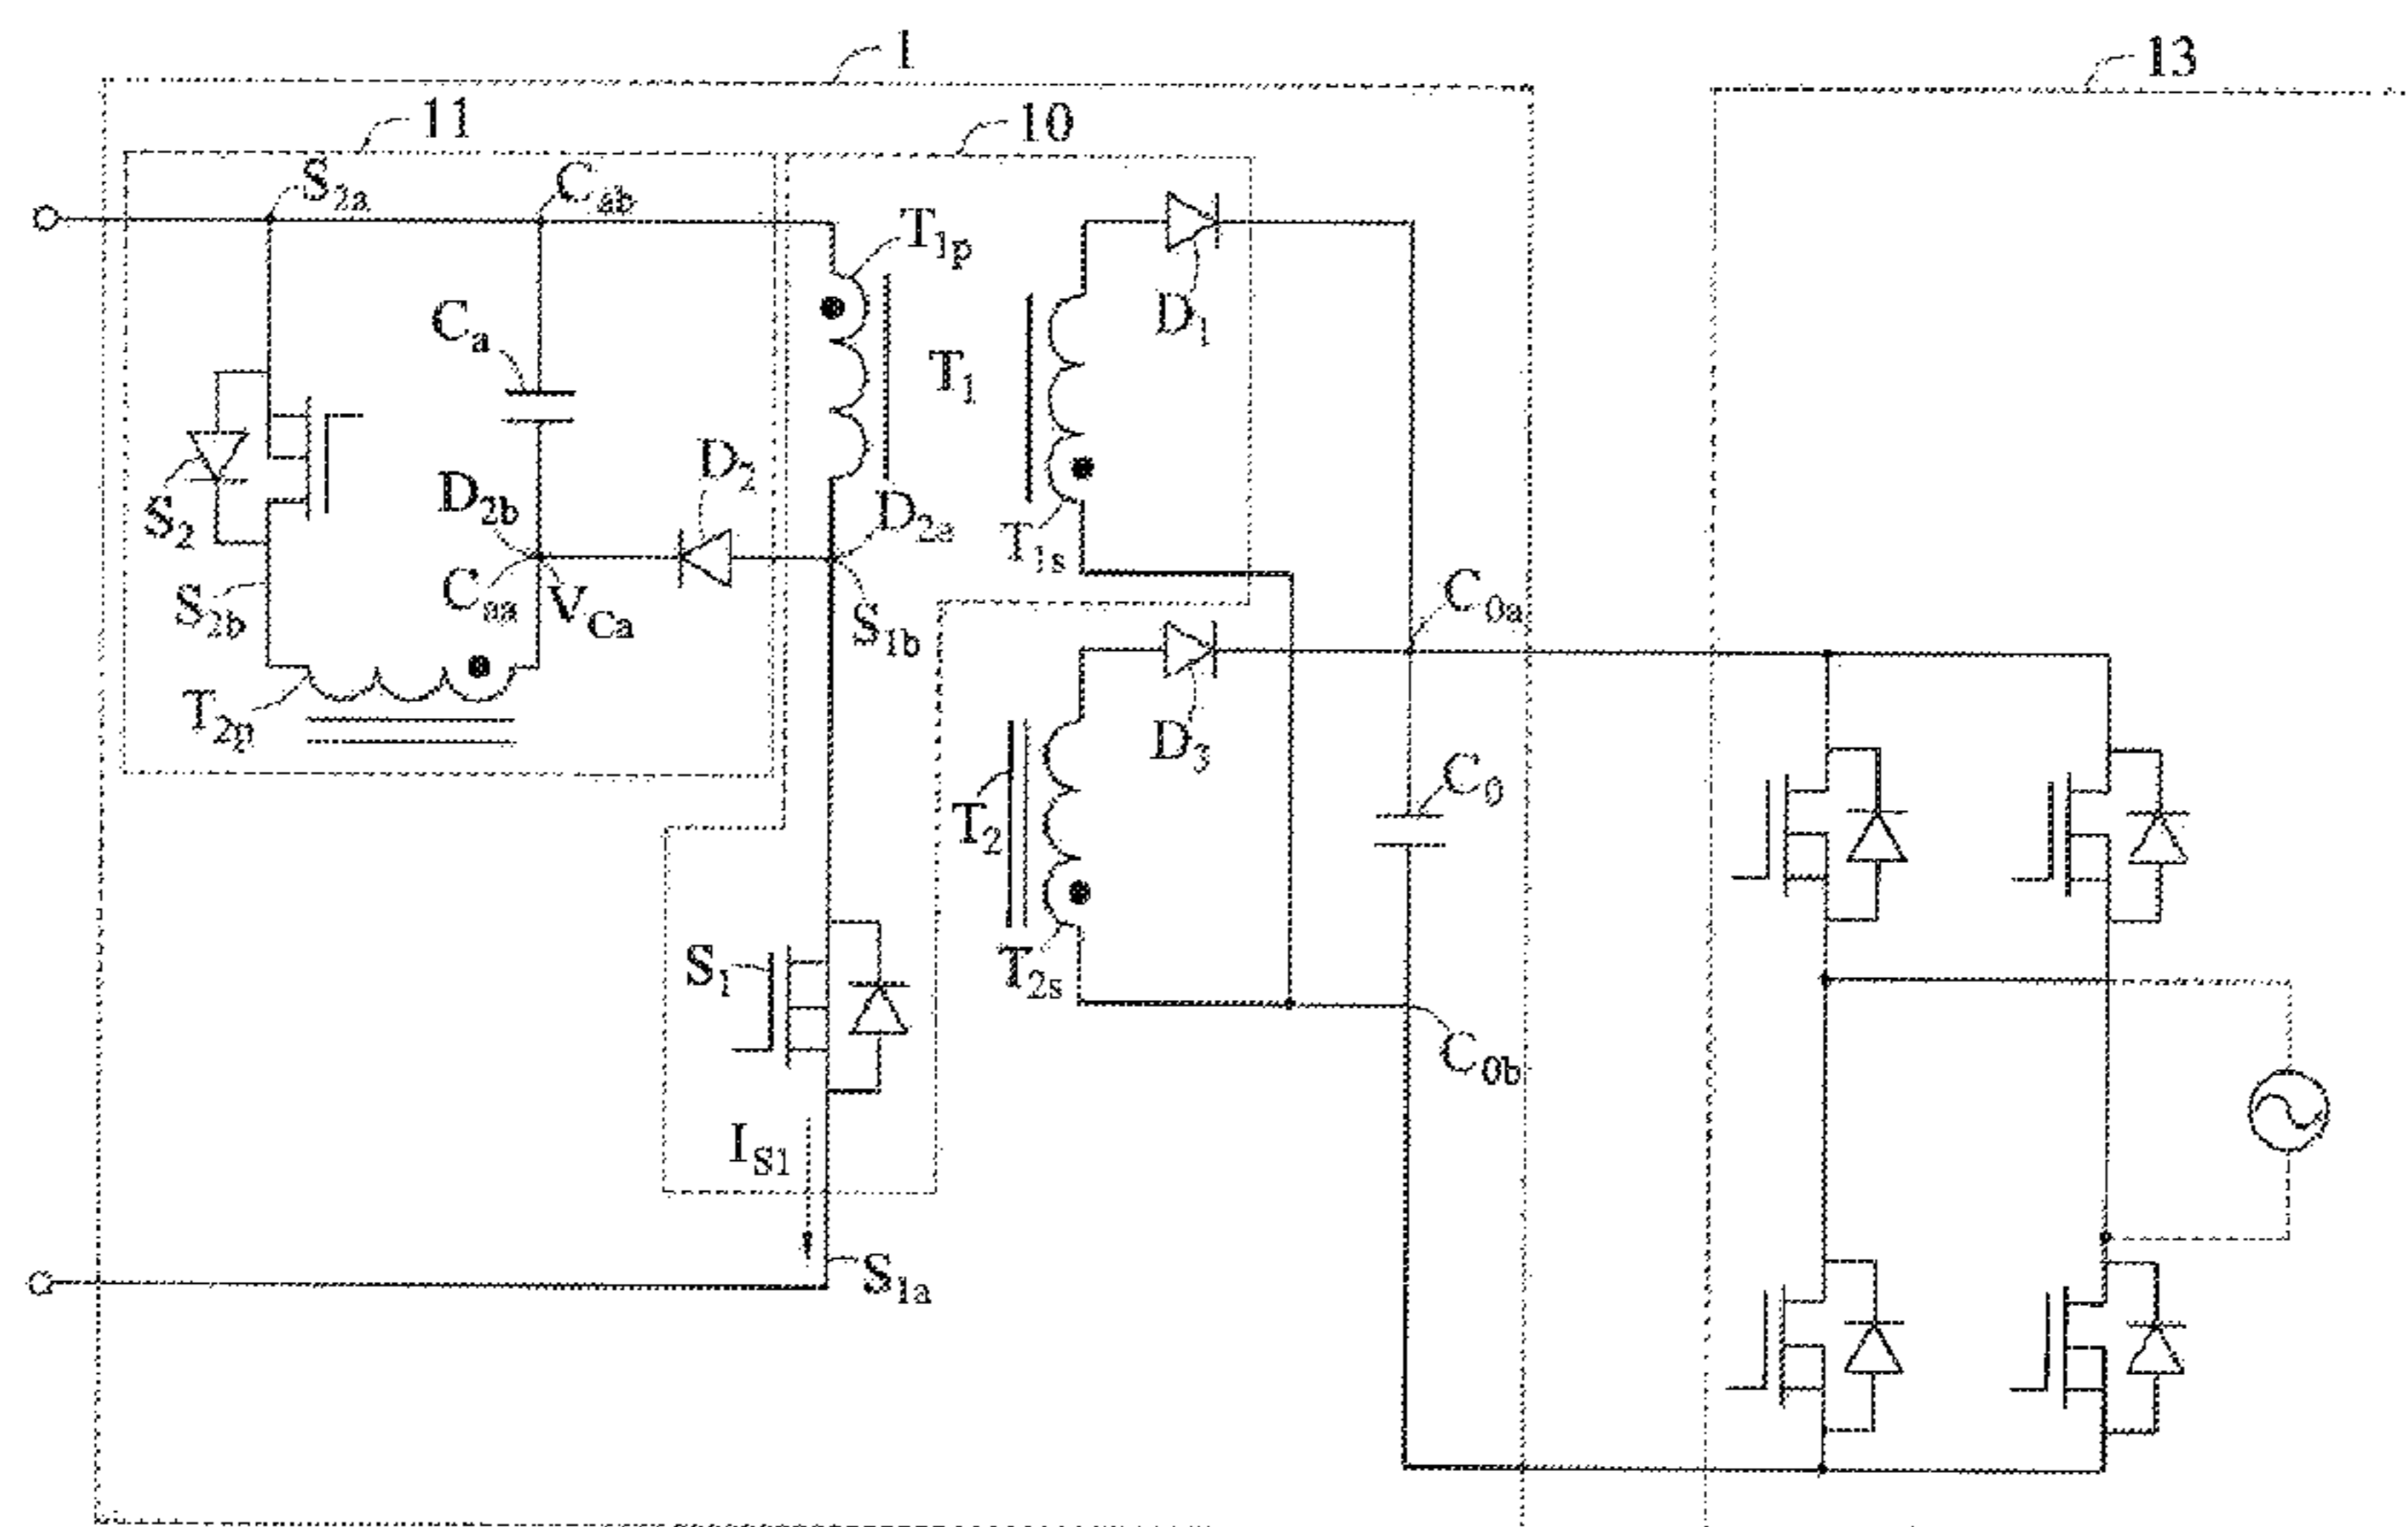 1
13
11
10
S2a
Cab
T1p
Ca
T1
D1
D2
S2
D2b
D2a
T1s
S2b
Caa
VCa
S1b
C0a
T2p
D3
T2
C0
S1
T2s
C0b
IS1
S1a